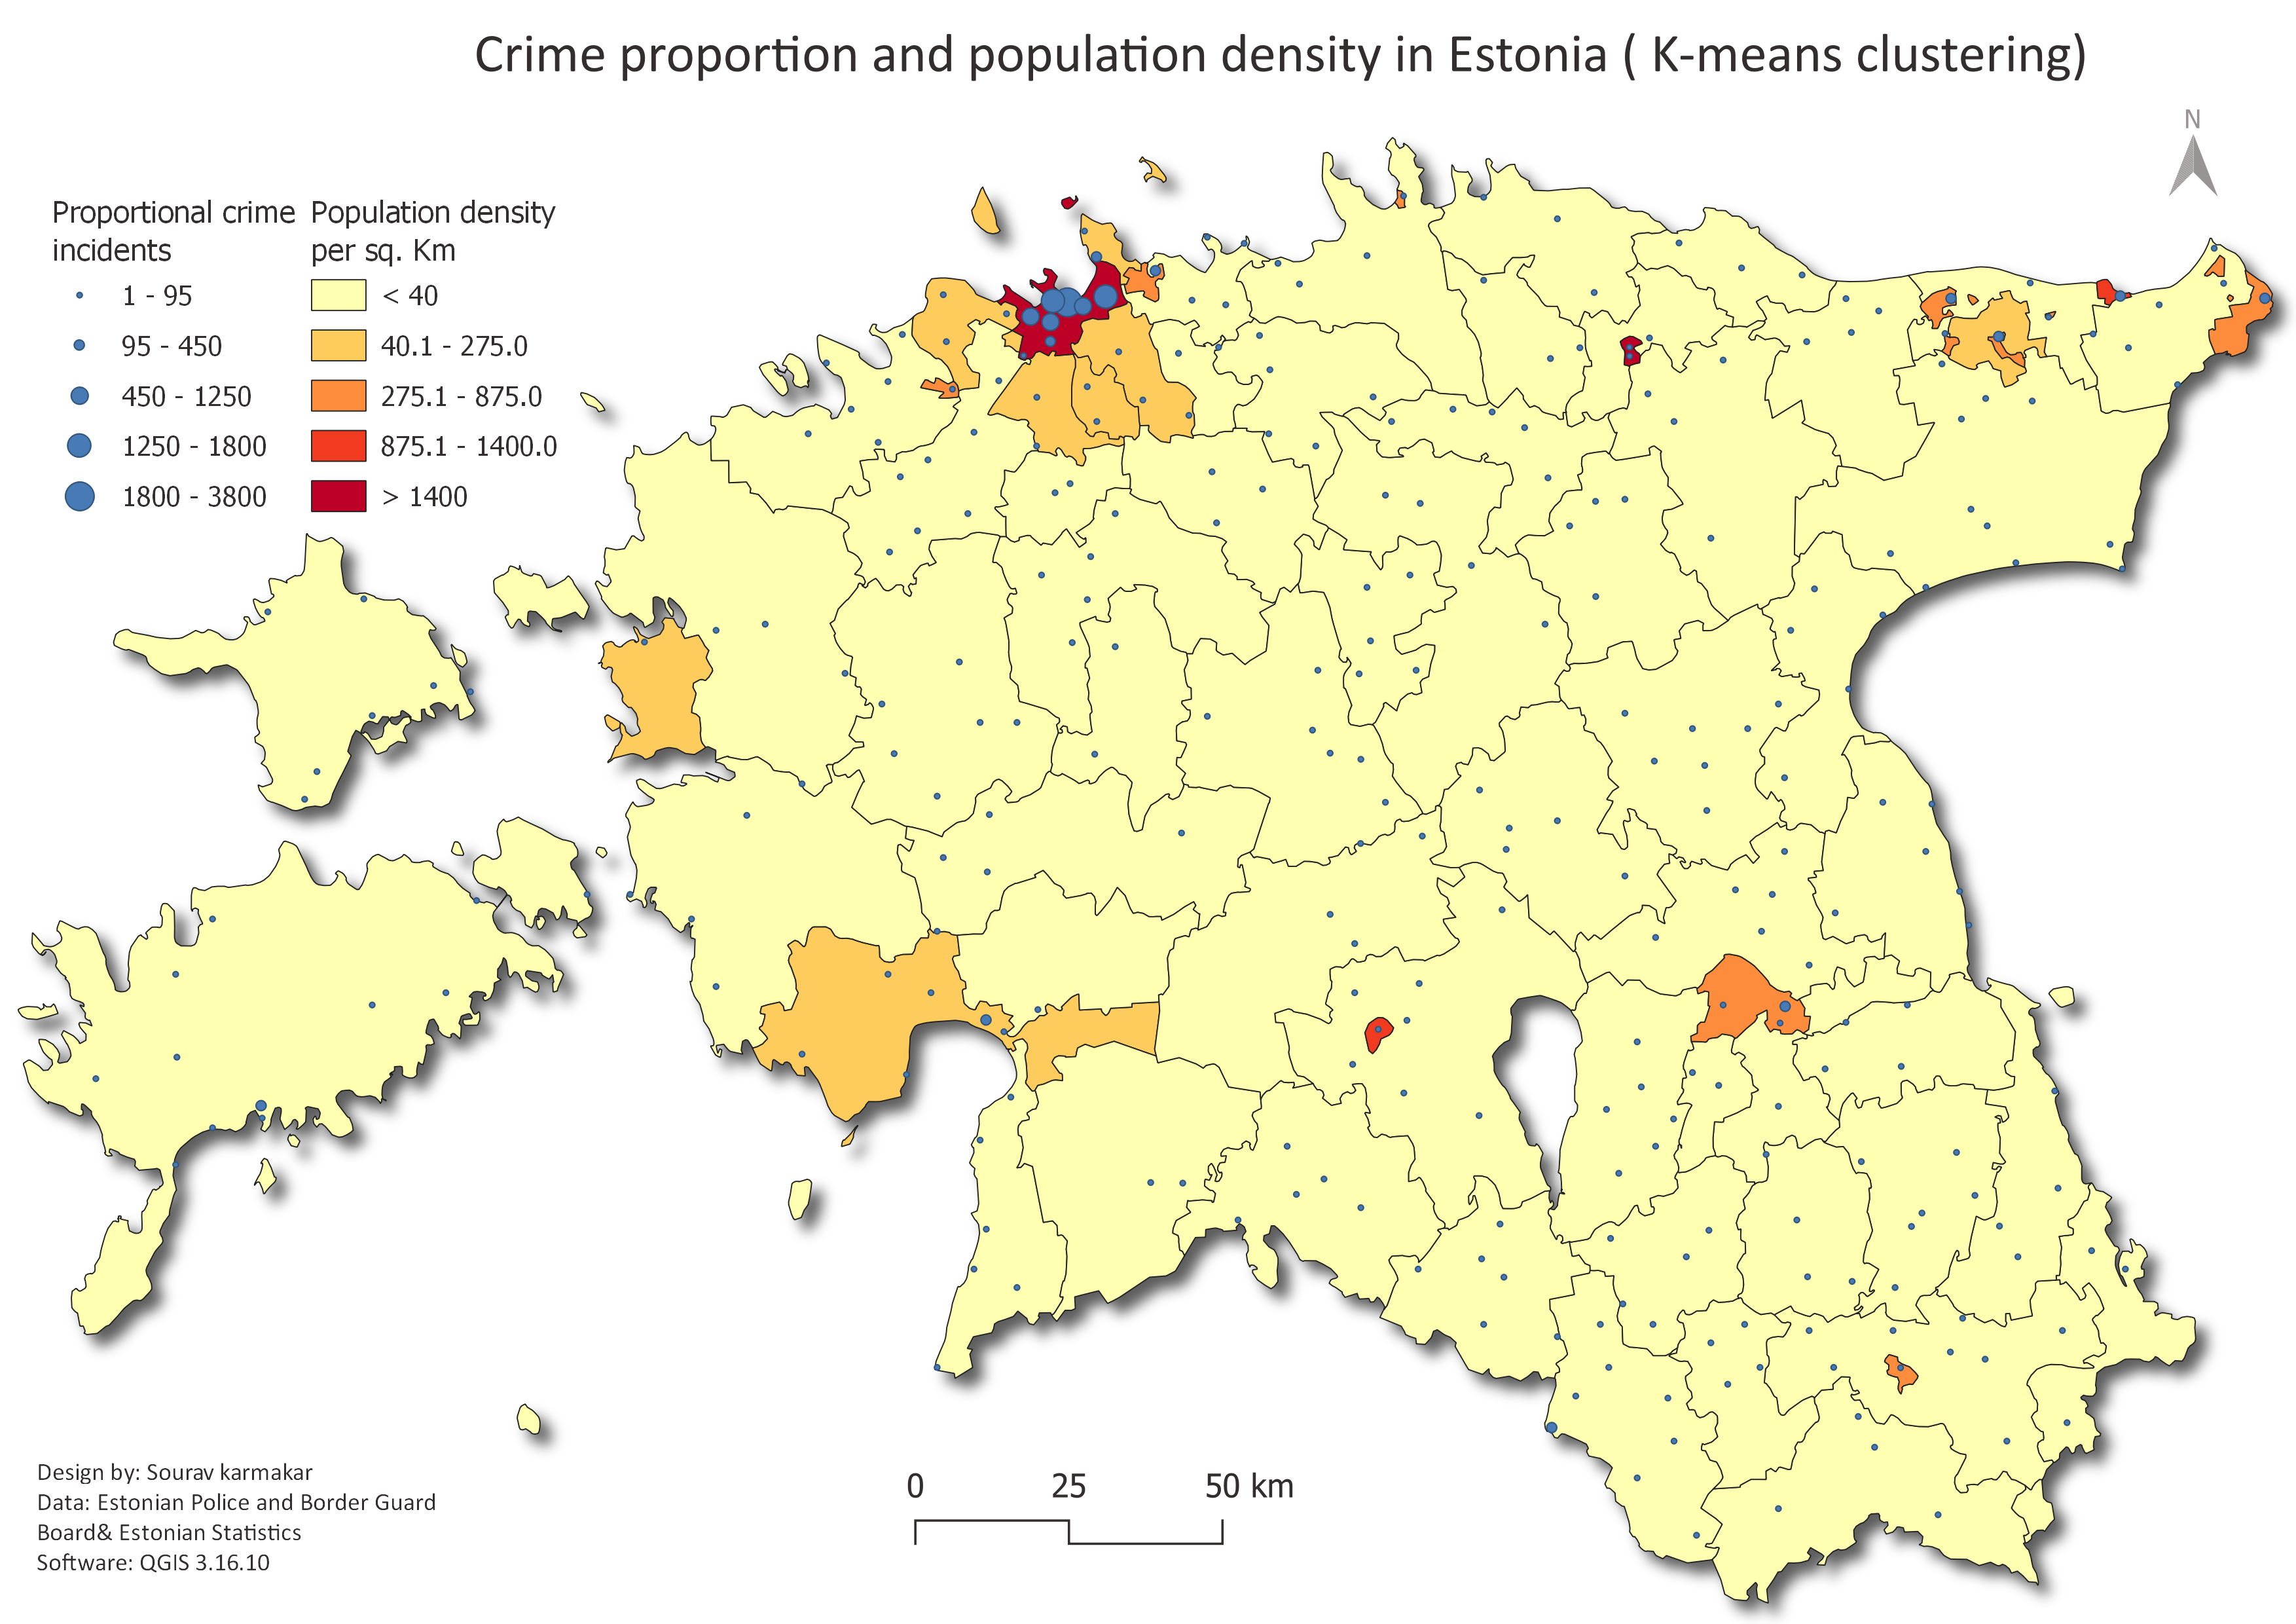 Crime proportion and population density in Estonia ( K-means clustering)
N
Proportional crime
incidents
1 - 95
95 - 450
450 - 1250
1250 - 1800
1800 - 3800
Population density
per sq. Km
< 40
40.1 - 275.0
275.1 - 875.0
875.1 - 1400.0
> 1400
Design by: Sourav karmakar
Data: Estonian Police and Border Guard
Board& Estonian Statistics
Software: QGIS 3.16.10
0 25 50 km